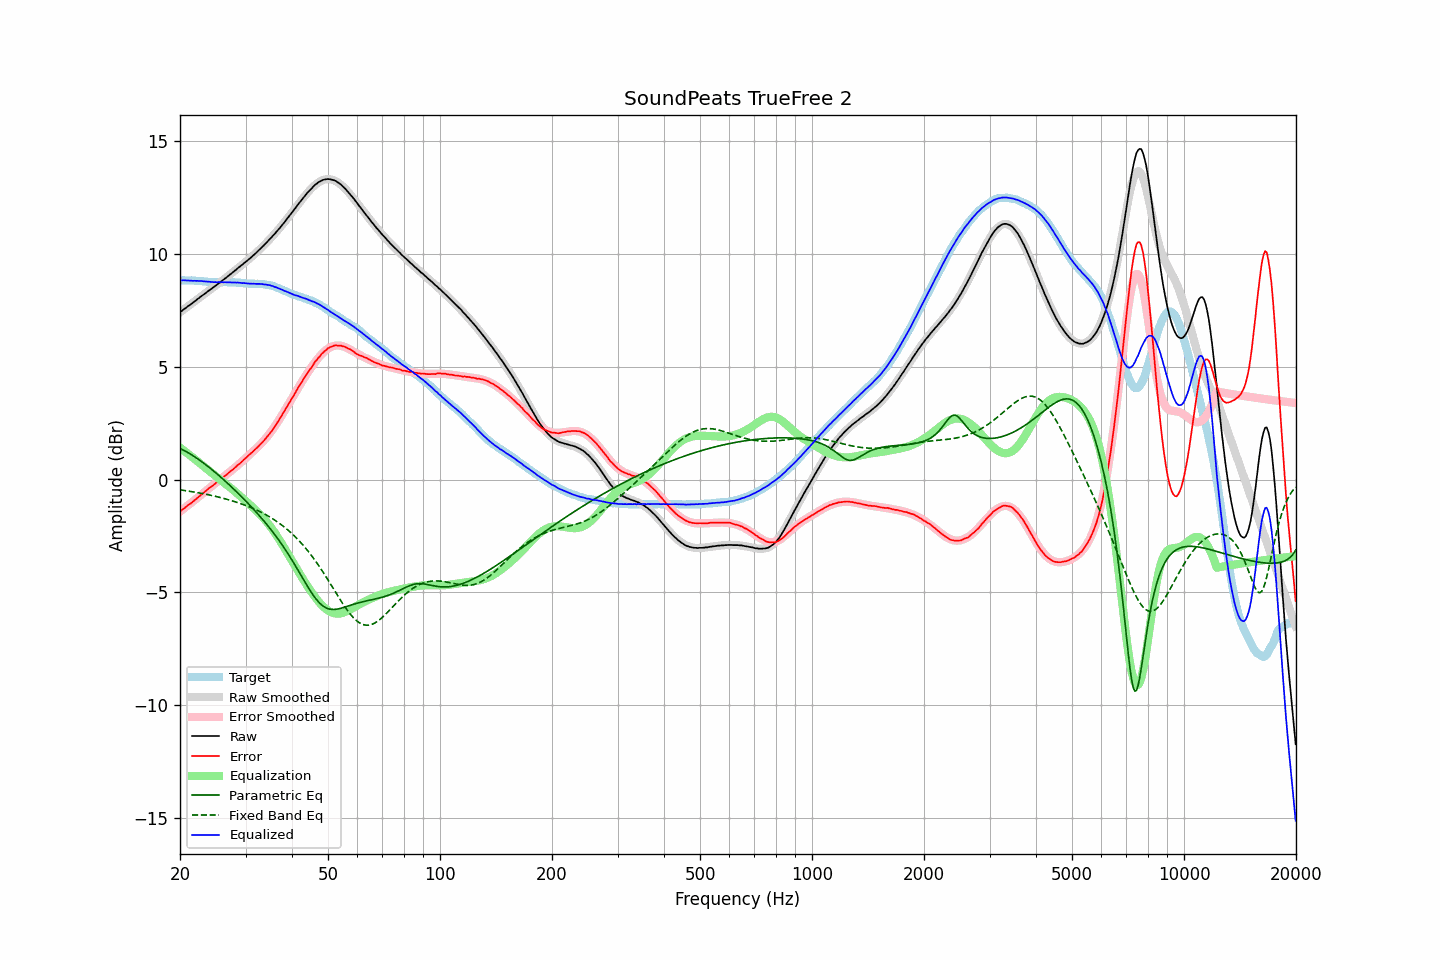 SoundPeats TrueFree 2
Amplitude (dBr)
15
10
5
0
−5
−10
−15
Target
Raw Smoothed
Error Smoothed
Raw
Error
Equalization
Parametric Eq
Fixed Band Eq
Equalized
20 50 100 200 500 1000 2000 5000 10000 20000
Frequency (Hz)